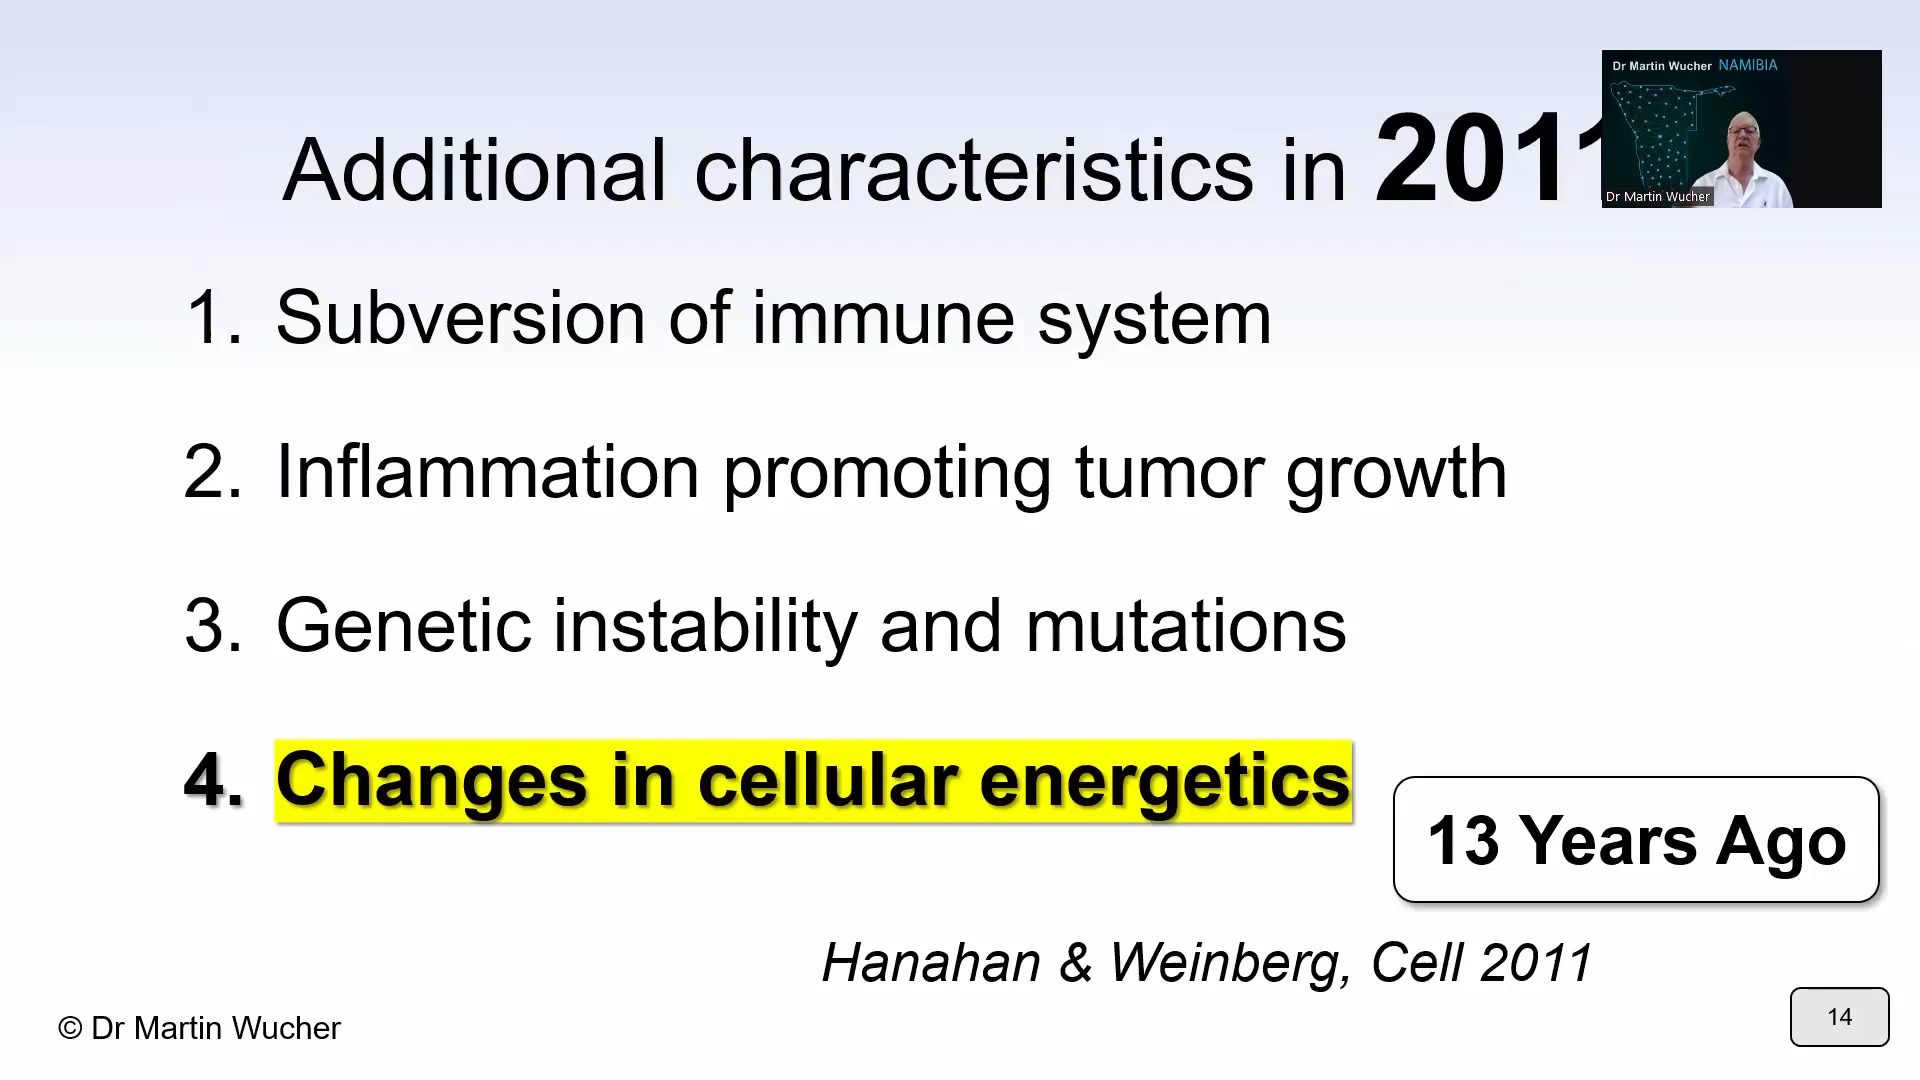 Dr Martin Wucher NAMIBIA
Additional characteristics in 2011
Dr Martin Wucher
1. Subversion of immune system
2. Inflammation promoting tumor growth
3. Genetic instability and mutations
4. Changes in cellular energetics
13 Years Ago
Hanahan & Weinberg, Cell 2011
© Dr Martin Wucher
14